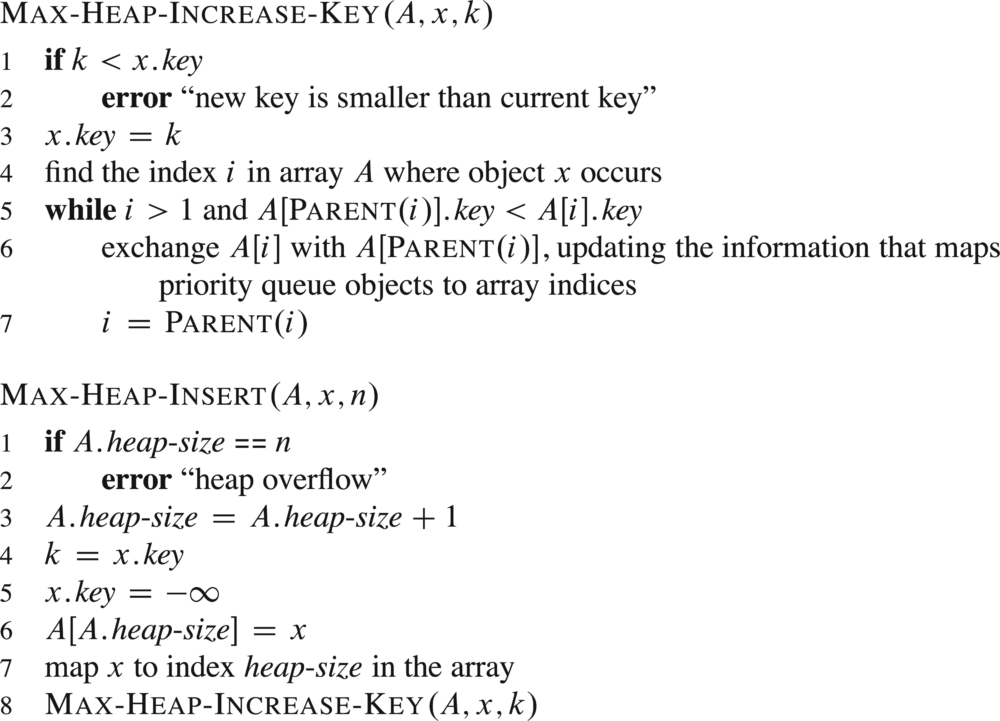 MAX-HEAP-INCREASE-KEY(A, x, k)
1 if k < x.key
2 error “new key is smaller than current key”
3 x.key = k
4 find the index i in array A where object x occurs
5 while i > 1 and A[PARENT(i)].key < A[i].key
6 exchange A[i] with A[PARENT(i)], updating the information that maps
priority queue objects to array indices
7 i = PARENT(i)
MAX-HEAP-INSERT(A, x, n)
1 if A.heap-size == n
2 error “heap overflow”
3 A.heap-size = A.heap-size + 1
4 k = x.key
5 x.key = −∞
6 A[A.heap-size] = x
7 map x to index heap-size in the array
8 MAX-HEAP-INCREASE-KEY(A, x, k)